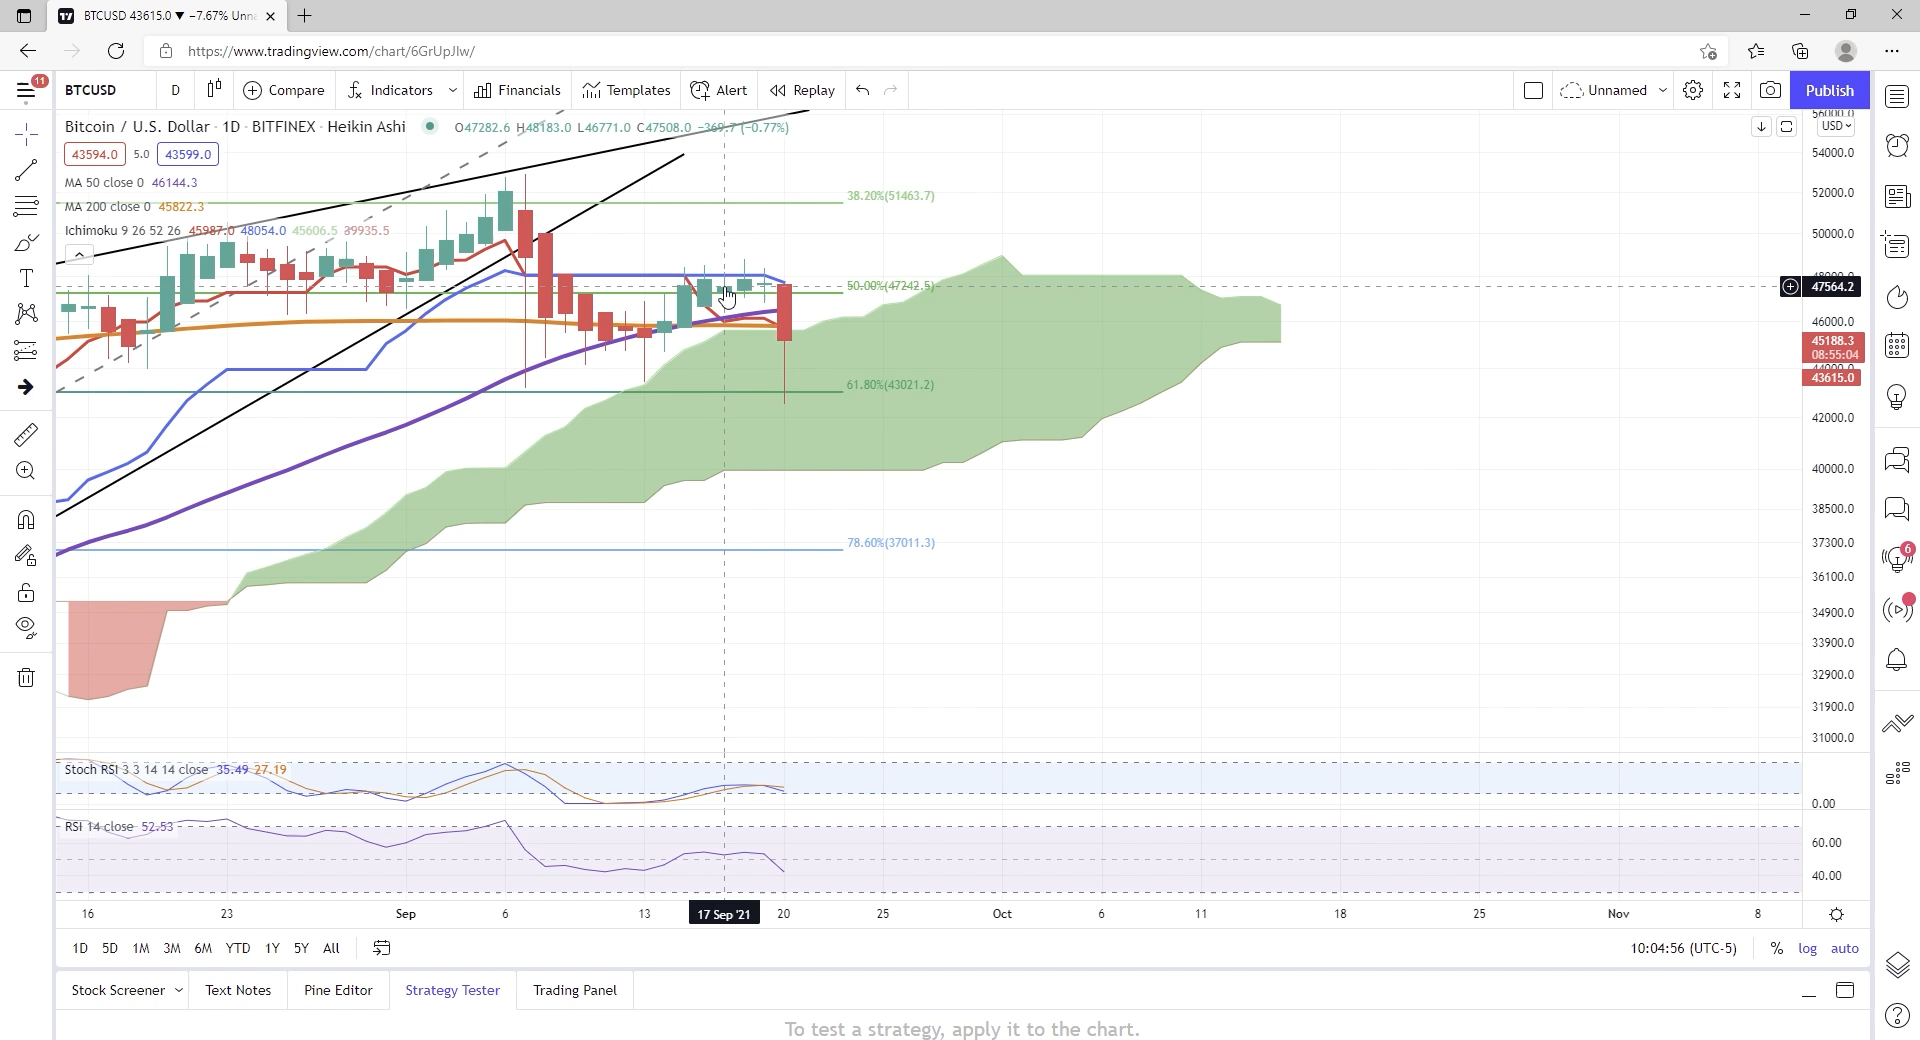 BTCUSD 43615.0 ▼ −7.67% Unna
https://www.tradingview.com/chart/6GrUpJIw/
11
BTCUSD D Compare Indicators Financials Templates Alert Replay Unnamed Publish
Bitcoin / U.S. Dollar · 1D · BITFINEX · Heikin Ashi O47282.6 H48183.0 L46771.0 C47508.0 −369.7 (−0.77%)
43594.0 5.0 43599.0
MA 50 close 0 46144.3
MA 200 close 0 45822.3
Ichimoku 9 26 52 26 45987.0 48054.0 45606.5 39935.5
38.20%(51463.7)
50.00%(47242.5)
61.80%(43021.2)
78.60%(37011.3)
56000.0
USD
54000.0
52000.0
50000.0
48000.0
47564.2
46000.0
45188.3
08:55:04
44000.0
43615.0
42000.0
40000.0
38500.0
37300.0
36100.0
34900.0
33900.0
32900.0
31900.0
31000.0
6
Stoch RSI 3 3 14 14 close 35.49 27.19
0.00
RSI 14 close 52.53
60.00
40.00
16 23 Sep 6 13 17 Sep '21 20 25 Oct 6 11 18 25 Nov 8
1D 5D 1M 3M 6M YTD 1Y 5Y All 10:04:56 (UTC-5) % log auto
Stock Screener Text Notes Pine Editor Strategy Tester Trading Panel
To test a strategy, apply it to the chart.